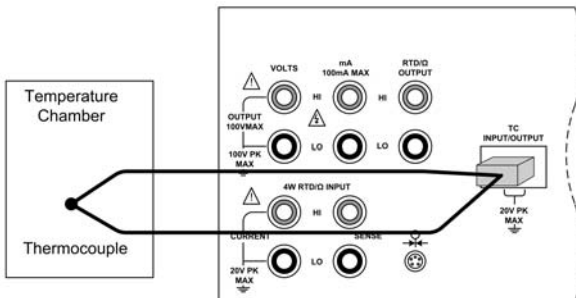 Temperature
Chamber
Thermocouple
VOLTS
mA
100mA MAX
RTD/Ω
OUTPUT
HI
HI
OUTPUT
100VMAX
LO
LO
100V PK
MAX
TC
INPUT/OUTPUT
20V PK
MAX
4W RTD/Ω INPUT
HI
CURRENT
SENSE
LO
20V PK
MAX